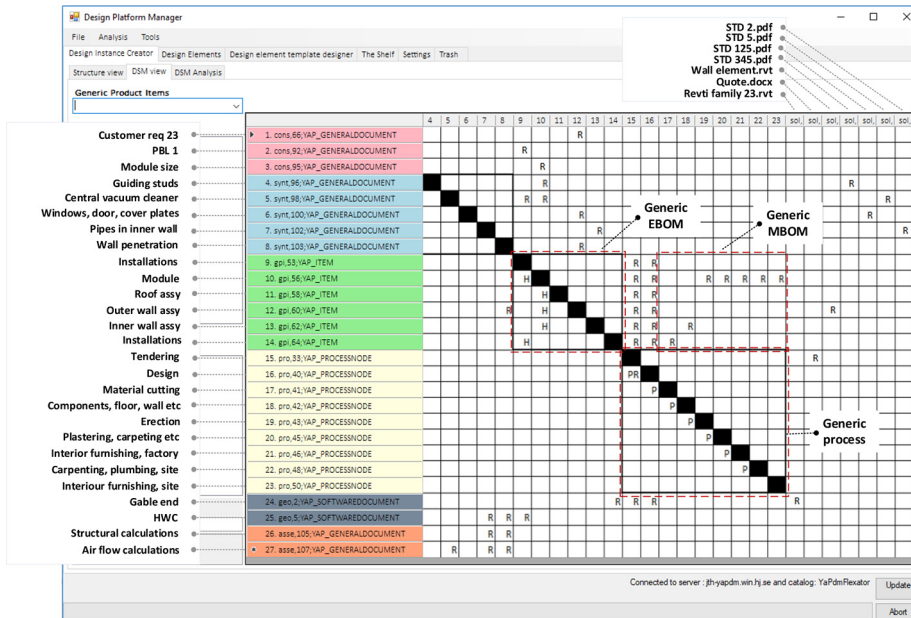 Design Platform Manager
File Analysis Tools
Design Instance Creator Design Elements Design element template designer The Shelf Settings Trash
Structure view DSM view DSM Analysis
Generic Product Items
STD 2.pdf
STD 5.pdf
STD 125.pdf
STD 345.pdf
Wall element.rvt
Quote.docx
Revti family 23.rvt
4 5 6 7 8 9 10 11 12 13 14 15 16 17 18 19 20 21 22 23 sol, sol, sol, sol, sol, sol, sol,
Customer req 23 1. cons,66;YAP_GENERALDOCUMENT R
PBL 1 2. cons,92;YAP_GENERALDOCUMENT R
Module size 3. cons,95;YAP_GENERALDOCUMENT R
Guiding studs 4. synt,96;YAP_GENERALDOCUMENT R R
Central vacuum cleaner 5. synt,98;YAP_GENERALDOCUMENT R R R
Windows, door, cover plates 6. synt,100;YAP_GENERALDOCUMENT R R
Pipes in inner wall 7. synt,102;YAP_GENERALDOCUMENT R R
Wall penetration 8. synt,103;YAP_GENERALDOCUMENT R
Generic
EBOM
Generic
MBOM
Installations 9. gpi,53;YAP_ITEM R R
Module 10. gpi,56;YAP_ITEM H R R R R R R R
Roof assy 11. gpi,58;YAP_ITEM H R R
Outer wall assy 12. gpi,60;YAP_ITEM R H R R R
Inner wall assy 13. gpi,62;YAP_ITEM H R R R
Installations 14. gpi,64;YAP_ITEM H R R R
Tendering 15. pro,33;YAP_PROCESSNODE R
Design 16. pro,40;YAP_PROCESSNODE PR
Material cutting 17. pro,41;YAP_PROCESSNODE P
Components, floor, wall etc 18. pro,42;YAP_PROCESSNODE P
Erection 19. pro,43;YAP_PROCESSNODE P
Plastering, carpeting etc 20. pro,45;YAP_PROCESSNODE P
Interior furnishing, factory 21. pro,46;YAP_PROCESSNODE P
Carpenting, plumbing, site 22. pro,48;YAP_PROCESSNODE P
Interiour furnishing, site 23. pro,50;YAP_PROCESSNODE
Generic
process
Gable end 24. geo,2;YAP_SOFTWAREDOCUMENT R R R R
HWC 25. geo,5;YAP_SOFTWAREDOCUMENT R R R
Structural calculations 26. asse,105;YAP_GENERALDOCUMENT R R
Air flow calculations 27. asse,107;YAP_GENERALDOCUMENT R R R
Connected to server : jth-yapdm.win.hj.se and catalog: YaPdmFlexator Update
Abort